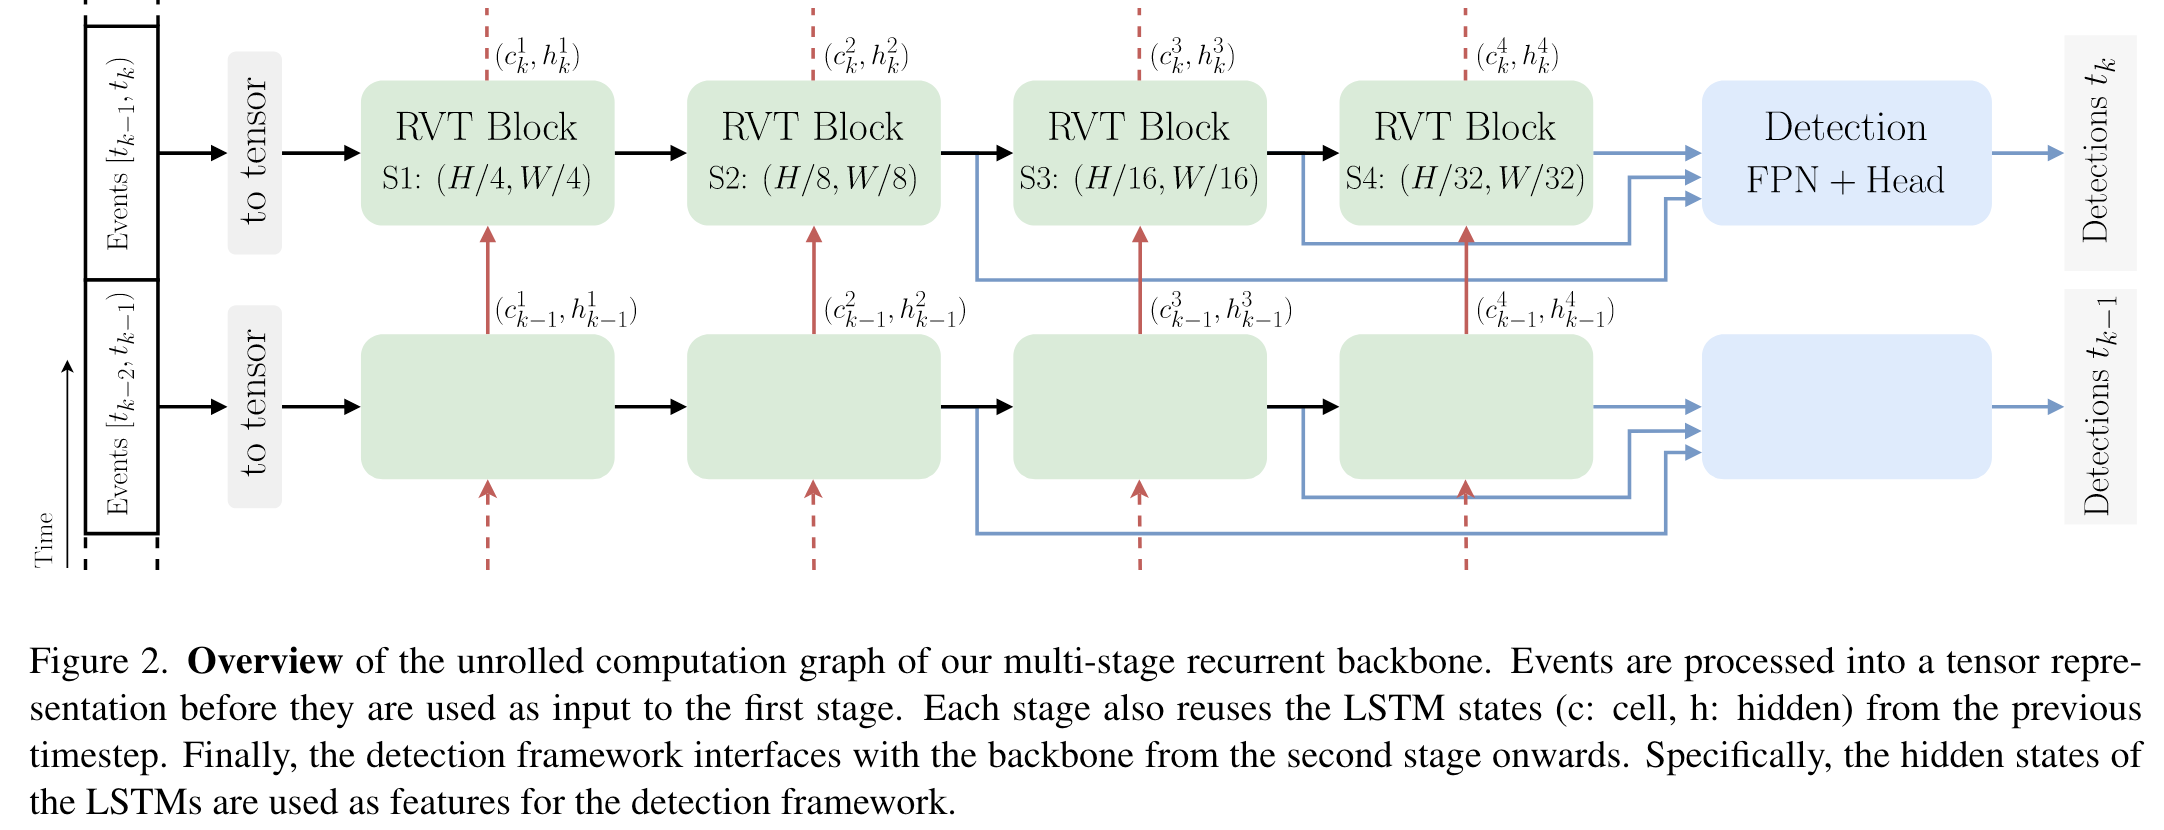 Events [t_{k−1}, t_k)
to tensor
(c_k^1, h_k^1)
RVT Block
S1: (H/4, W/4)
(c_k^2, h_k^2)
RVT Block
S2: (H/8, W/8)
(c_k^3, h_k^3)
RVT Block
S3: (H/16, W/16)
(c_k^4, h_k^4)
RVT Block
S4: (H/32, W/32)
Detection
FPN + Head
Detections t_k
Time
Events [t_{k−2}, t_{k−1})
to tensor
(c_{k−1}^1, h_{k−1}^1)
(c_{k−1}^2, h_{k−1}^2)
(c_{k−1}^3, h_{k−1}^3)
(c_{k−1}^4, h_{k−1}^4)
Detections t_{k−1}
Figure 2. Overview of the unrolled computation graph of our multi-stage recurrent backbone. Events are processed into a tensor repre-
sentation before they are used as input to the first stage. Each stage also reuses the LSTM states (c: cell, h: hidden) from the previous
timestep. Finally, the detection framework interfaces with the backbone from the second stage onwards. Specifically, the hidden states of
the LSTMs are used as features for the detection framework.